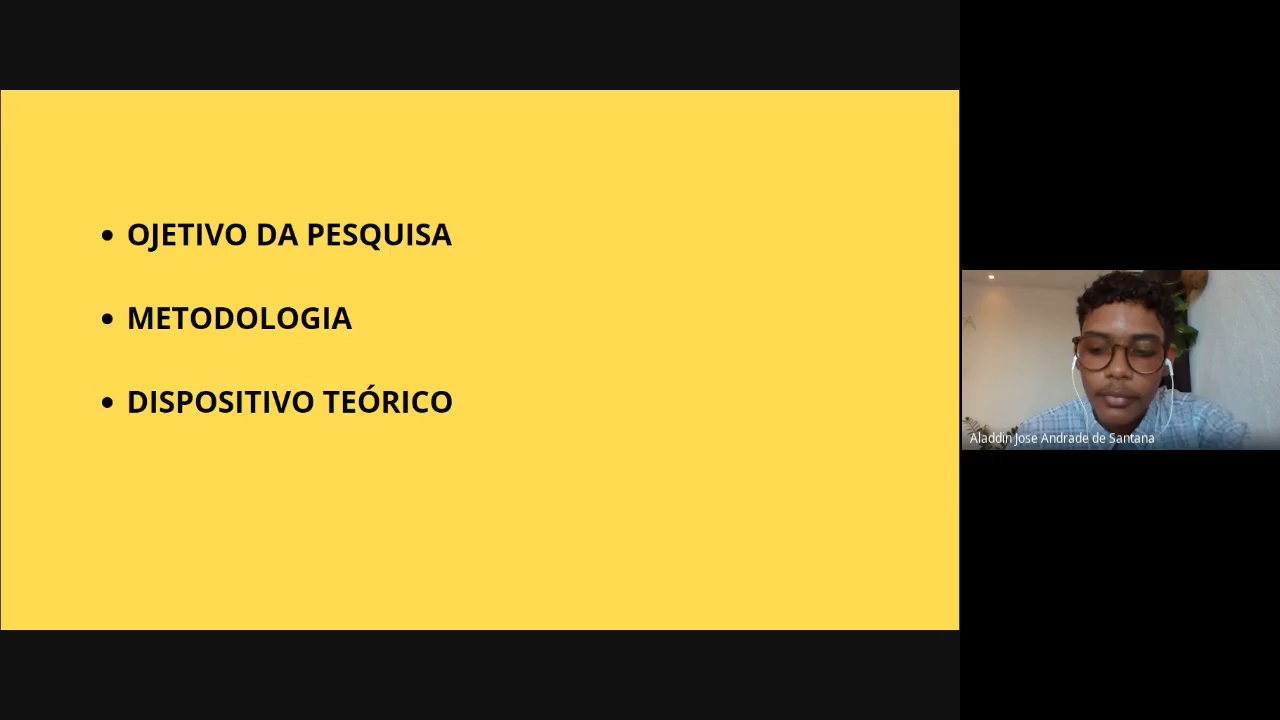 • OJETIVO DA PESQUISA
• METODOLOGIA
• DISPOSITIVO TEÓRICO
Aladdin Jose Andrade de Santana